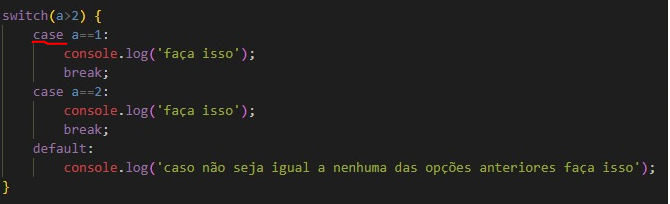 switch(a>2) {
case a==1:
console.log('faça isso');
break;
case a==2:
console.log('faça isso');
break;
default:
console.log('caso não seja igual a nenhuma das opções anteriores faça isso');
}